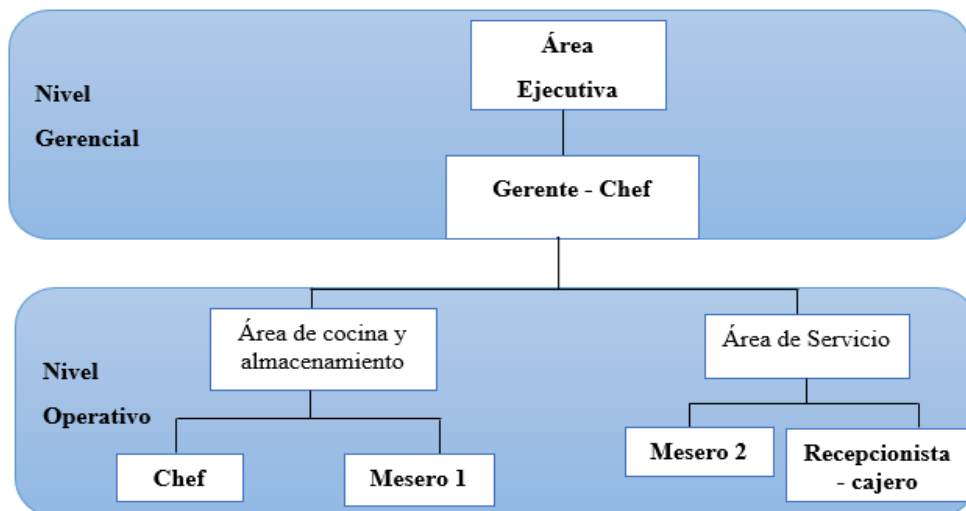 Área
Ejecutiva
Nivel
Gerencial
Gerente - Chef
Área de cocina y
almacenamiento
Área de Servicio
Nivel
Operativo
Chef
Mesero 1
Mesero 2
Recepcionista
- cajero